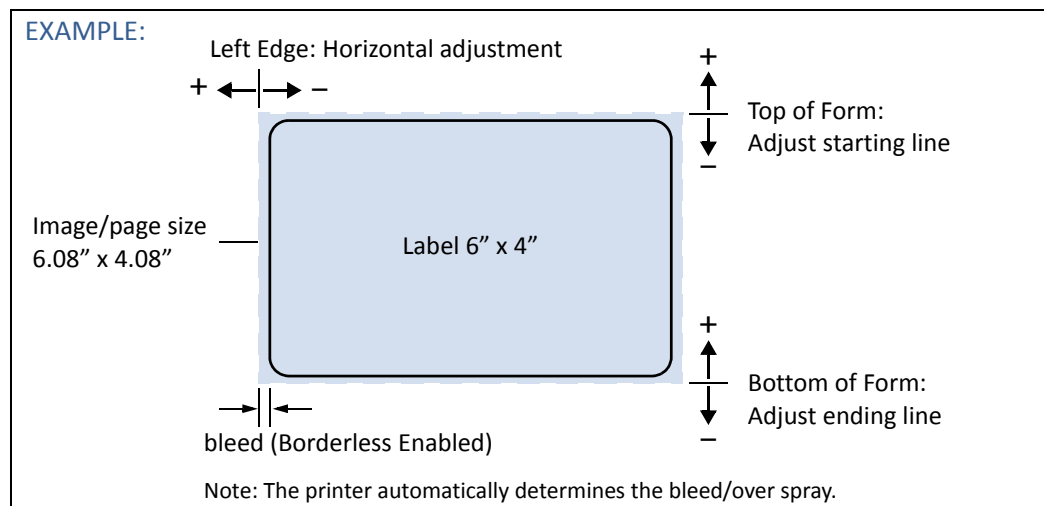 EXAMPLE:
Left Edge: Horizontal adjustment
+ –
+
Top of Form:
Adjust starting line
–
Image/page size
6.08” x 4.08”
Label 6” x 4”
+
Bottom of Form:
Adjust ending line
–
bleed (Borderless Enabled)
Note: The printer automatically determines the bleed/over spray.